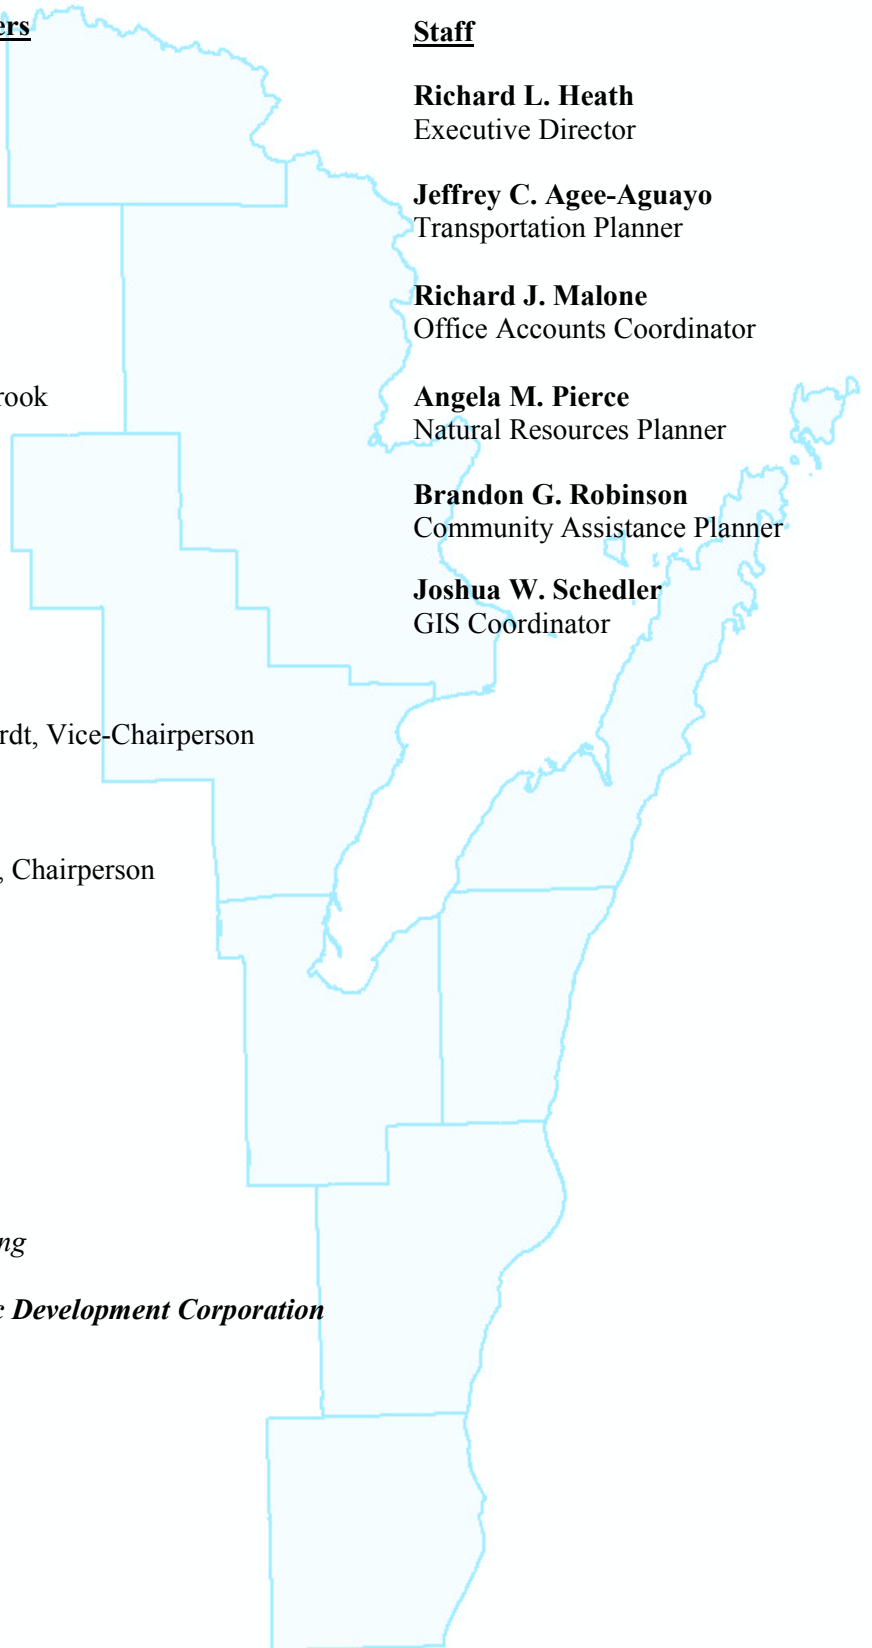 ers
Staff
Richard L. Heath
Executive Director
Jeffrey C. Agee-Aguayo
Transportation Planner
Richard J. Malone
Office Accounts Coordinator
rook
Angela M. Pierce
Natural Resources Planner
Brandon G. Robinson
Community Assistance Planner
Joshua W. Schedler
GIS Coordinator
rdt, Vice-Chairperson
, Chairperson
ng
c Development Corporation